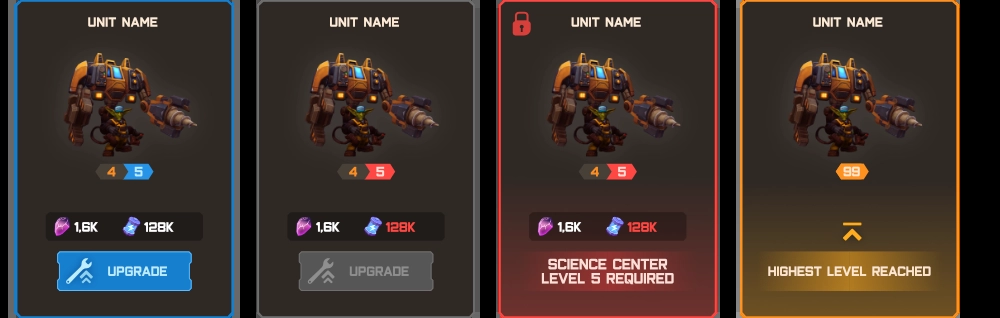 UNIT NAME
4 5
1,6K 128K
UPGRADE
UNIT NAME
4 5
1,6K 128K
UPGRADE
UNIT NAME
4 5
1,6K 128K
SCIENCE CENTER
LEVEL 5 REQUIRED
UNIT NAME
99
HIGHEST LEVEL REACHED